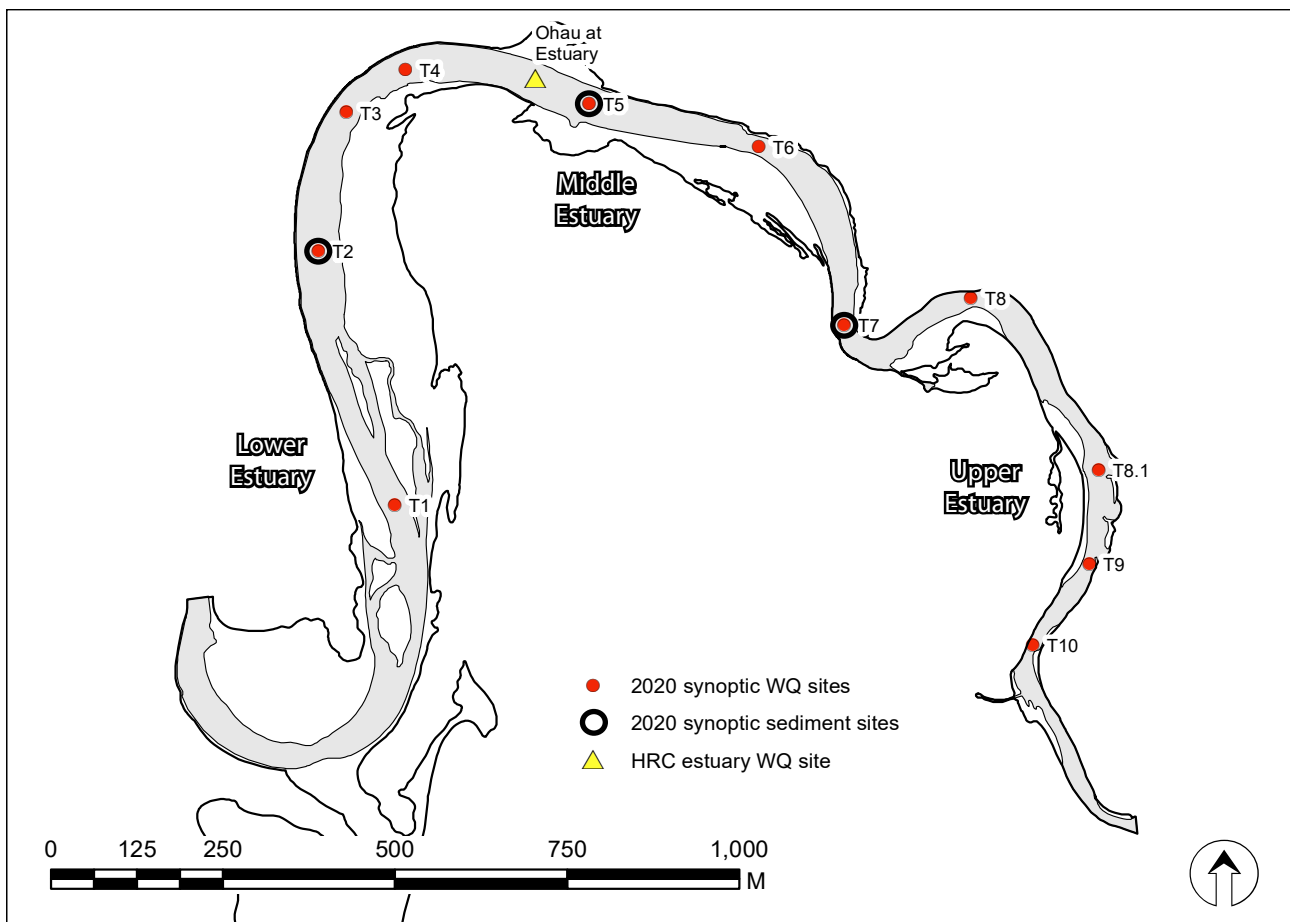 Ohau at
Estuary
T4
T3
T5
T6
Middle
Estuary
T2
T8
T7
Lower
Estuary
Upper
Estuary
T8.1
T1
T9
T10
2020 synoptic WQ sites
2020 synoptic sediment sites
HRC estuary WQ site
0 125 250 500 750 1,000
M